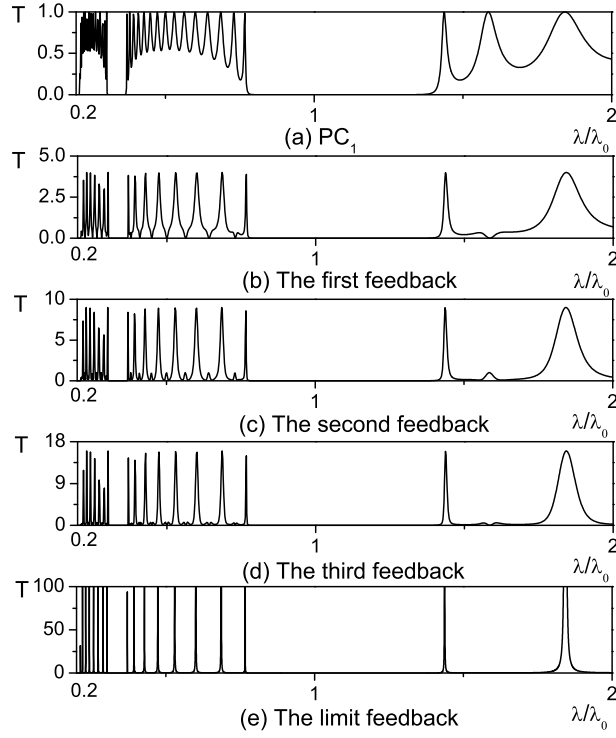 T
1.0
0.5
0.0
0.2
1
2
(a) PC₁
λ/λ₀
T
5.0
2.5
0.0
0.2
1
2
(b) The first feedback
λ/λ₀
T
10
5
0
0.2
1
2
(c) The second feedback
λ/λ₀
T
18
9
0
0.2
1
2
(d) The third feedback
λ/λ₀
T
100
50
0
0.2
1
2
(e) The limit feedback
λ/λ₀